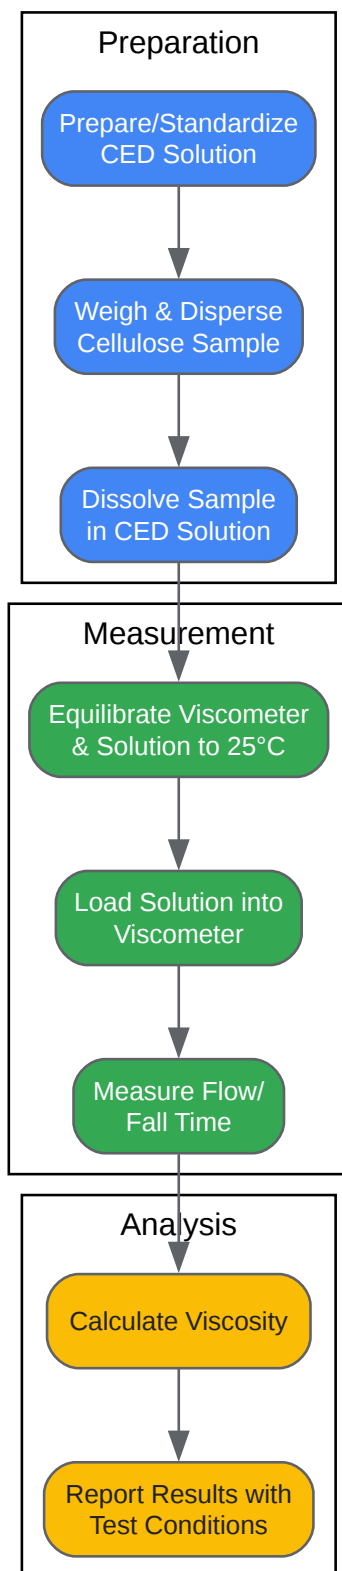 Preparation
Prepare/Standardize
CED Solution
Weigh & Disperse
Cellulose Sample
Dissolve Sample
in CED Solution
Measurement
Equilibrate Viscometer
& Solution to 25°C
Load Solution into
Viscometer
Measure Flow/
Fall Time
Analysis
Calculate Viscosity
Report Results with
Test Conditions